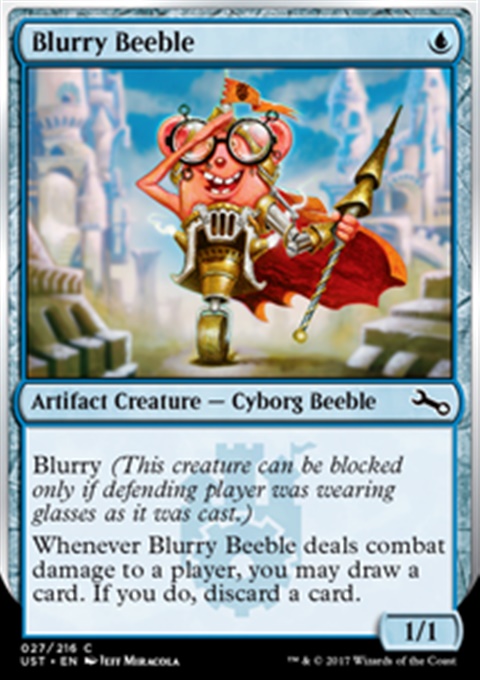 Blurry Beeble
Artifact Creature — Cyborg Beeble
Blurry (This creature can be blocked
only if defending player was wearing
glasses as it was cast.)
Whenever Blurry Beeble deals combat
damage to a player, you may draw a
card. If you do, discard a card.
1/1
027/216 C
UST • EN Jeff Miracola
™ & © 2017 Wizards of the Coast